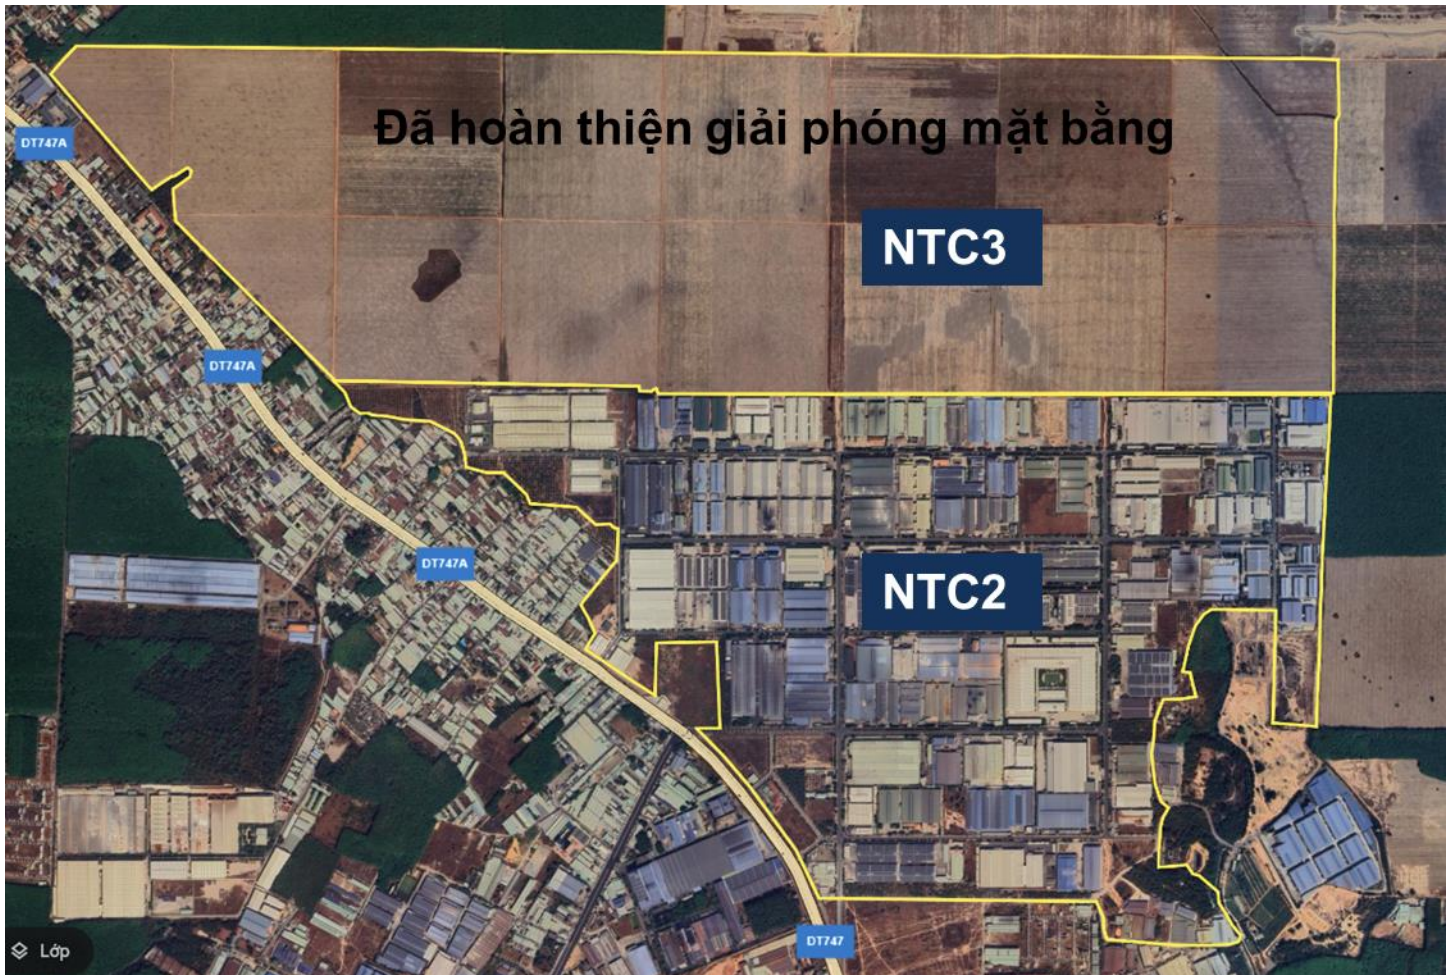 Đã hoàn thiện giải phóng mặt bằng
DT747A
NTC3
DT747A
DT747A
NTC2
DT747
Lớp